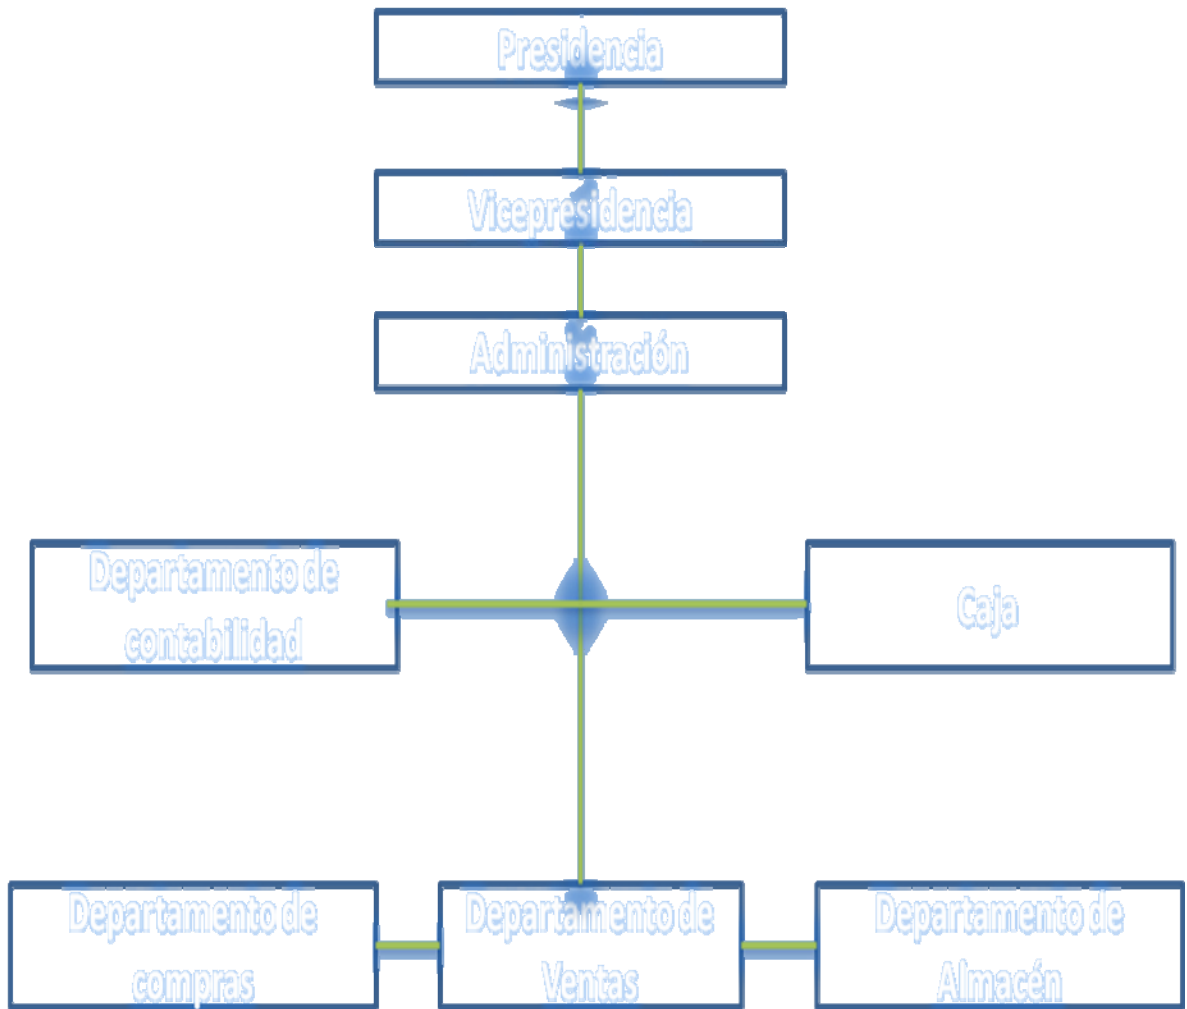 Presidencia
Vicepresidencia
Administración
Departamento de
contabilidad
Caja
Departamento de
compras
Departamento de
Ventas
Departamento de
Almacén